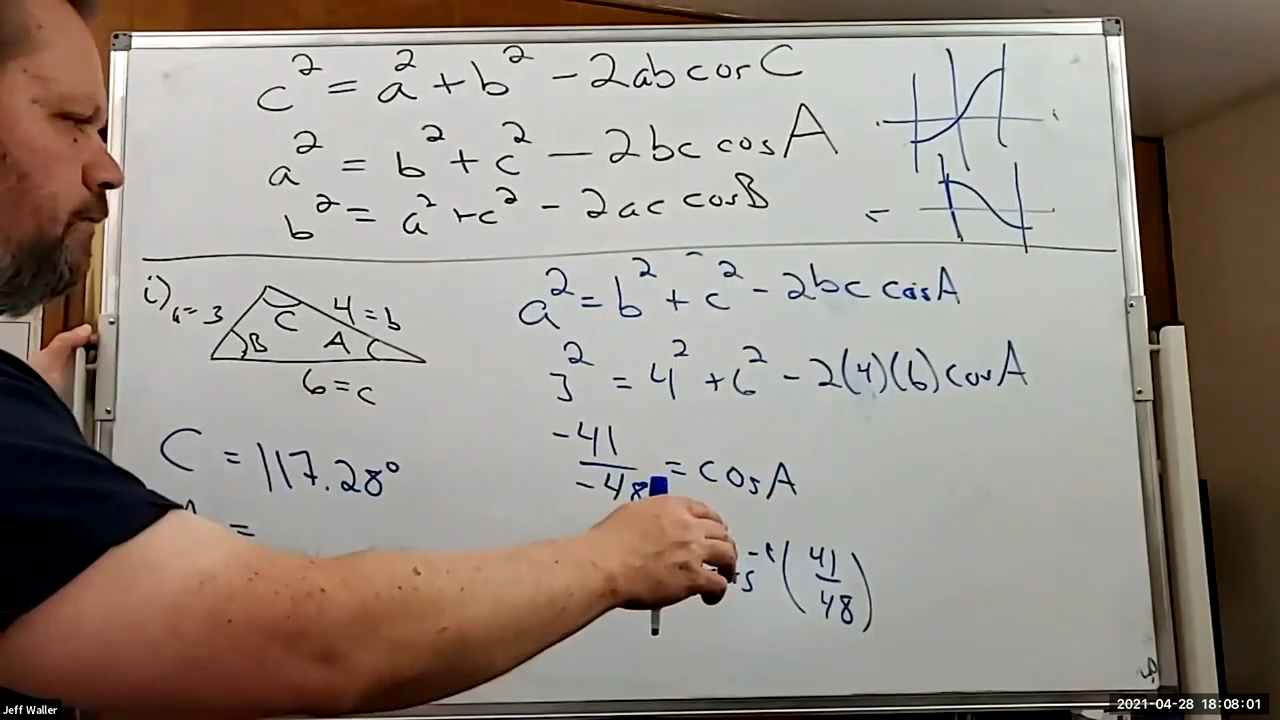 c² = a² + b² - 2ab cos C
a² = b² + c² - 2bc cos A
b² = a² + c² - 2ac cos B
i) a = 3 4 = b
B C A
6 = c
a² = b² + c² - 2bc cos A
3² = 4² + 6² - 2(4)(6) cos A
-41/-48 = cos A
C = 117.28°
A =
⁻¹(41/48)
Jeff Waller
2021-04-28 18:08:01